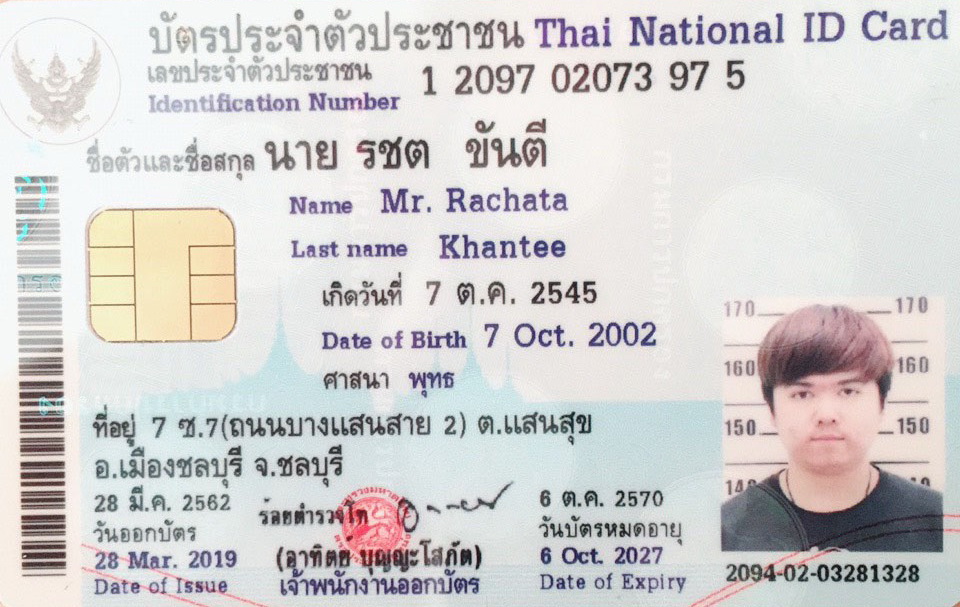 บัตรประจำตัวประชาชน Thai National ID Card
เลขประจำตัวประชาชน 1 2097 02073 97 5
Identification Number
ชื่อตัวและชื่อสกุล นาย รชต ขันตี
Name Mr. Rachata
Last name Khantee
เกิดวันที่ 7 ต.ค. 2545
Date of Birth 7 Oct. 2002
ศาสนา พุทธ
ที่อยู่ 7 ซ.7(ถนนบางแสนสาย 2) ต.แสนสุข
อ.เมืองชลบุรี จ.ชลบุรี
28 มี.ค. 2562
วันออกบัตร
28 Mar. 2019
Date of Issue
ร้อยตำรวจโท
(อาทิตย์ บุญญะโสภัต)
เจ้าพนักงานออกบัตร
6 ต.ค. 2570
วันบัตรหมดอายุ
6 Oct. 2027
Date of Expiry
170 170
160 160
150 150
2094-02-03281328